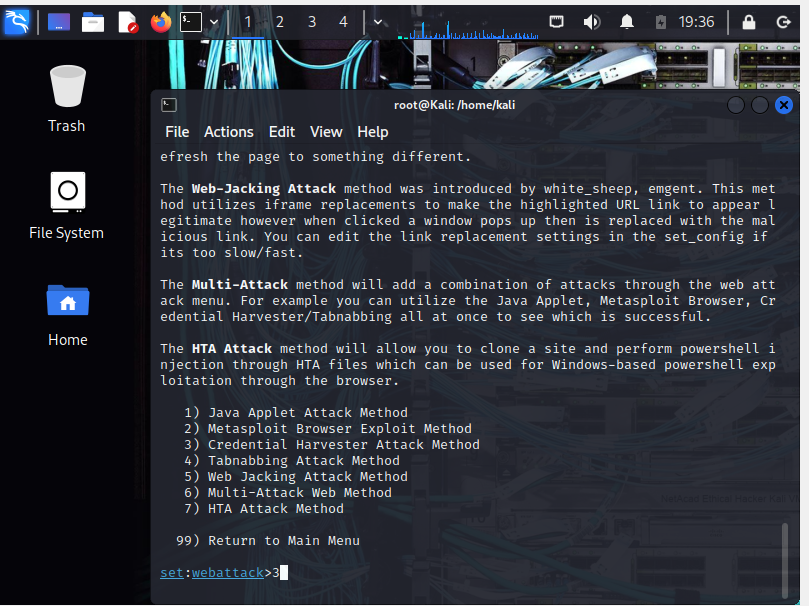 1 2 3 4 19:36
Trash
File System
Home
root@Kali: /home/kali
File Actions Edit View Help
efresh the page to something different.
The Web-Jacking Attack method was introduced by white_sheep, emgent. This met
hod utilizes iframe replacements to make the highlighted URL link to appear l
egitimate however when clicked a window pops up then is replaced with the mal
icious link. You can edit the link replacement settings in the set_config if
its too slow/fast.
The Multi-Attack method will add a combination of attacks through the web att
ack menu. For example you can utilize the Java Applet, Metasploit Browser, Cr
edential Harvester/Tabnabbing all at once to see which is successful.
The HTA Attack method will allow you to clone a site and perform powershell i
njection through HTA files which can be used for Windows-based powershell exp
loitation through the browser.
1) Java Applet Attack Method
2) Metasploit Browser Exploit Method
3) Credential Harvester Attack Method
4) Tabnabbing Attack Method
5) Web Jacking Attack Method
6) Multi-Attack Web Method
7) HTA Attack Method
99) Return to Main Menu
set:webattack>3